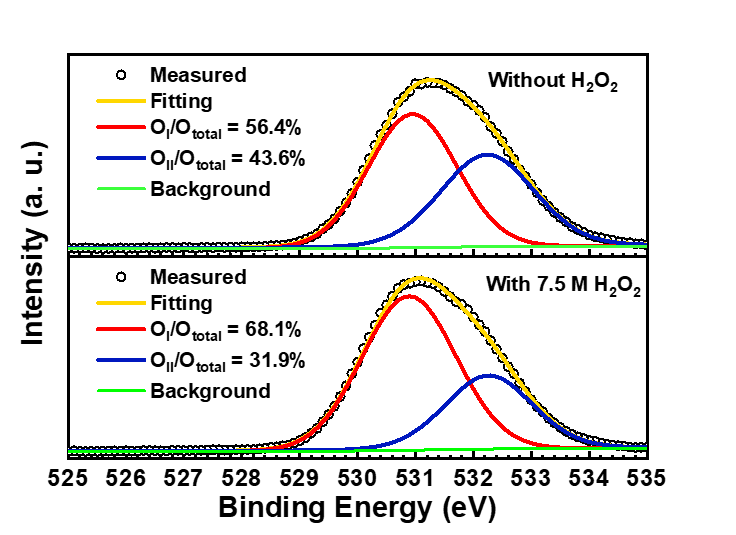 Intensity (a. u.)
Without H₂O₂
Measured
Fitting
O_I/O_total = 56.4%
O_II/O_total = 43.6%
Background
With 7.5 M H₂O₂
Measured
Fitting
O_I/O_total = 68.1%
O_II/O_total = 31.9%
Background
525 526 527 528 529 530 531 532 533 534 535
Binding Energy (eV)